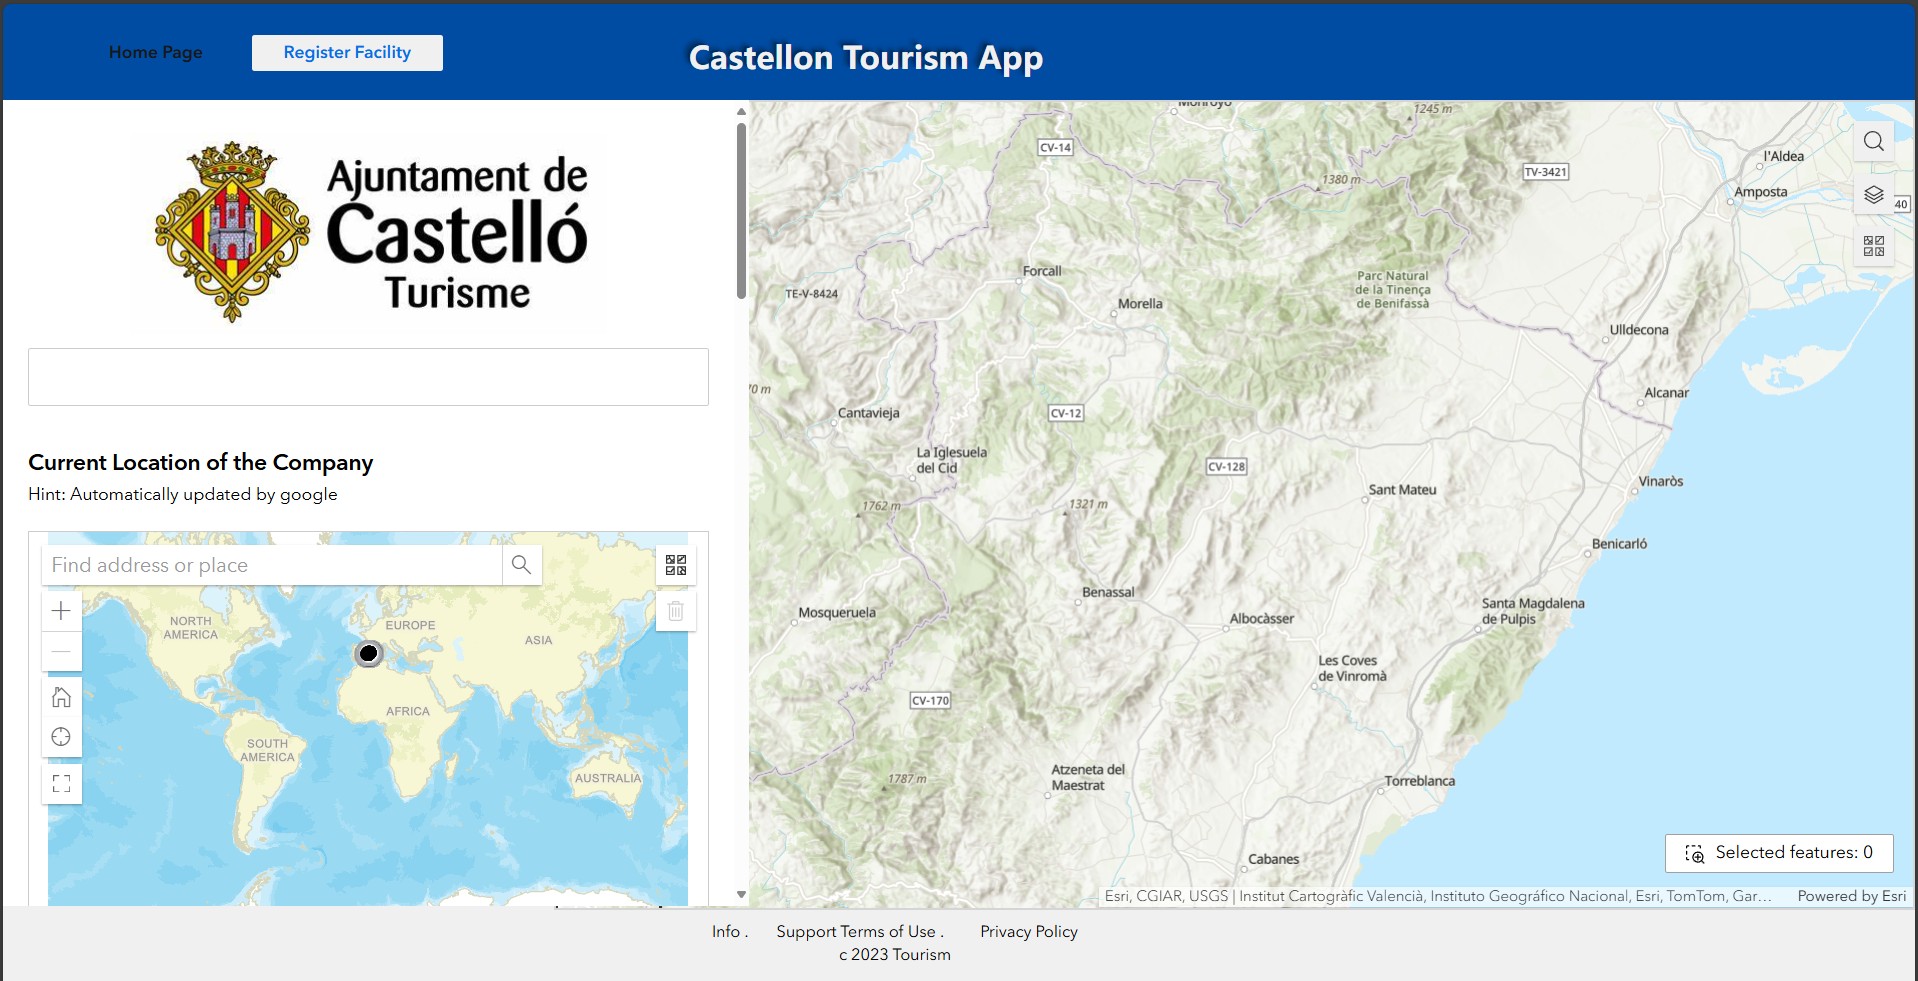 Home Page
Register Facility
Castellon Tourism App
Ajuntament de
Castelló
Turisme
Current Location of the Company
Hint: Automatically updated by google
Find address or place
NORTH
AMERICA
EUROPE
ASIA
AFRICA
SOUTH
AMERICA
AUSTRALIA
Monroyo
1245 m
CV-14
l'Aldea
1380 m
TV-3421
Amposta
40
Forcall
Parc Natural
de la Tinença
de Benifassà
TE-V-8424
Morella
Ulldecona
0 m
Alcanar
Cantavieja
CV-12
La Iglesuela
del Cid
CV-128
Vinaròs
Sant Mateu
1762 m
1321 m
Benicarló
Benassal
Santa Magdalena
de Pulpis
Mosqueruela
Albocàsser
Les Coves
de Vinromà
CV-170
Atzeneta del
Maestrat
1787 m
Torreblanca
Cabanes
Selected features: 0
Esri, CGIAR, USGS | Institut Cartogràfic Valencià, Instituto Geográfico Nacional, Esri, TomTom, Gar... Powered by Esri
Info . Support Terms of Use . Privacy Policy
c 2023 Tourism